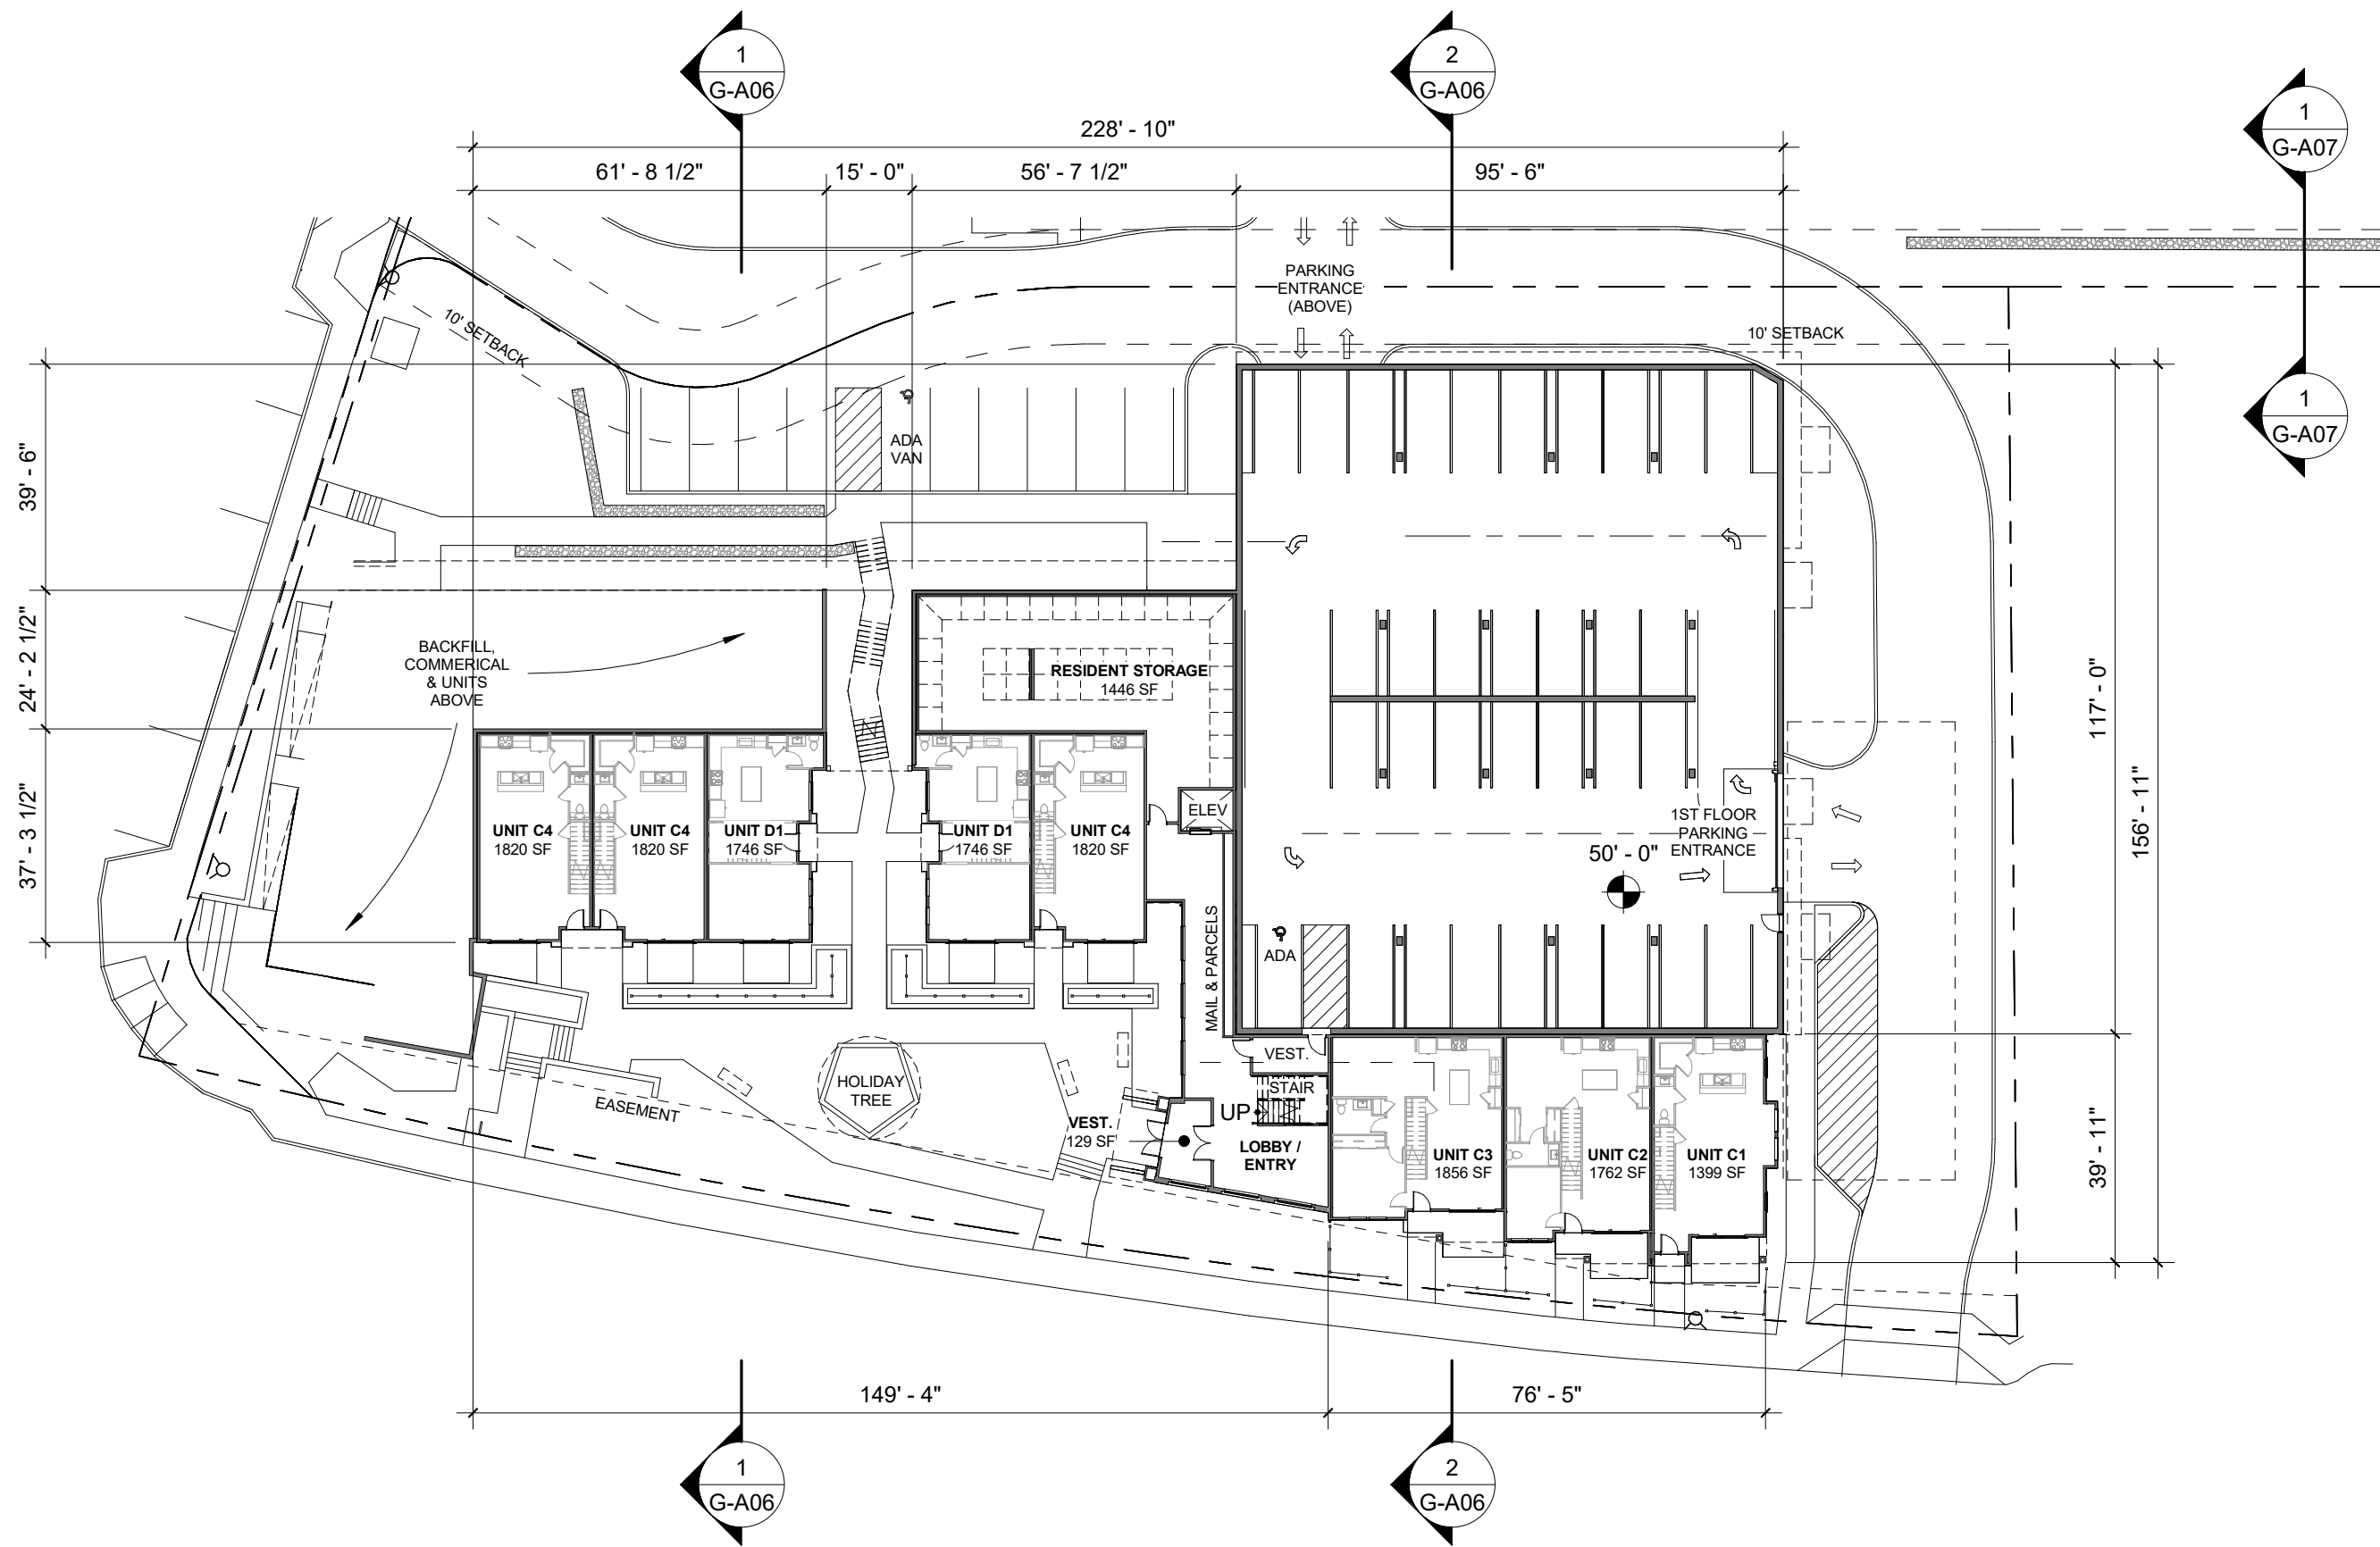 1
G-A06
2
G-A06
1
G-A07
228' - 10"
61' - 8 1/2"
15' - 0"
56' - 7 1/2"
95' - 6"
PARKING
ENTRANCE
(ABOVE)
10' SETBACK
10' SETBACK
1
G-A07
ADA
VAN
39' - 6"
24' - 2 1/2"
37' - 3 1/2"
BACKFILL,
COMMERICAL
& UNITS
ABOVE
RESIDENT STORAGE
1446 SF
117' - 0"
156' - 11"
39' - 11"
ELEV
1ST FLOOR
PARKING
ENTRANCE
50' - 0"
UNIT C4
1820 SF
UNIT C4
1820 SF
UNIT D1
1746 SF
UNIT D1
1746 SF
UNIT C4
1820 SF
MAIL & PARCELS
ADA
VEST.
STAIR
UP
HOLIDAY
TREE
EASEMENT
VEST.
129 SF
LOBBY /
ENTRY
UNIT C3
1856 SF
UNIT C2
1762 SF
UNIT C1
1399 SF
149' - 4"
76' - 5"
1
G-A06
2
G-A06